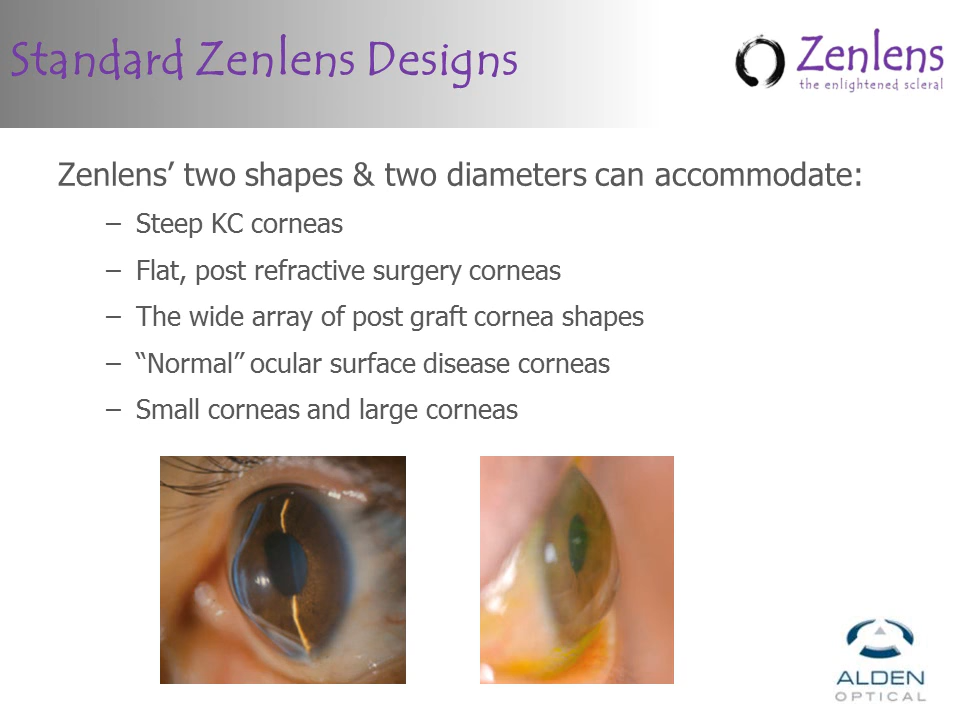 Standard Zenlens Designs
Zenlens
the enlightened scleral
Zenlens’ two shapes & two diameters can accommodate:
– Steep KC corneas
– Flat, post refractive surgery corneas
– The wide array of post graft cornea shapes
– “Normal” ocular surface disease corneas
– Small corneas and large corneas
ALDEN
OPTICAL